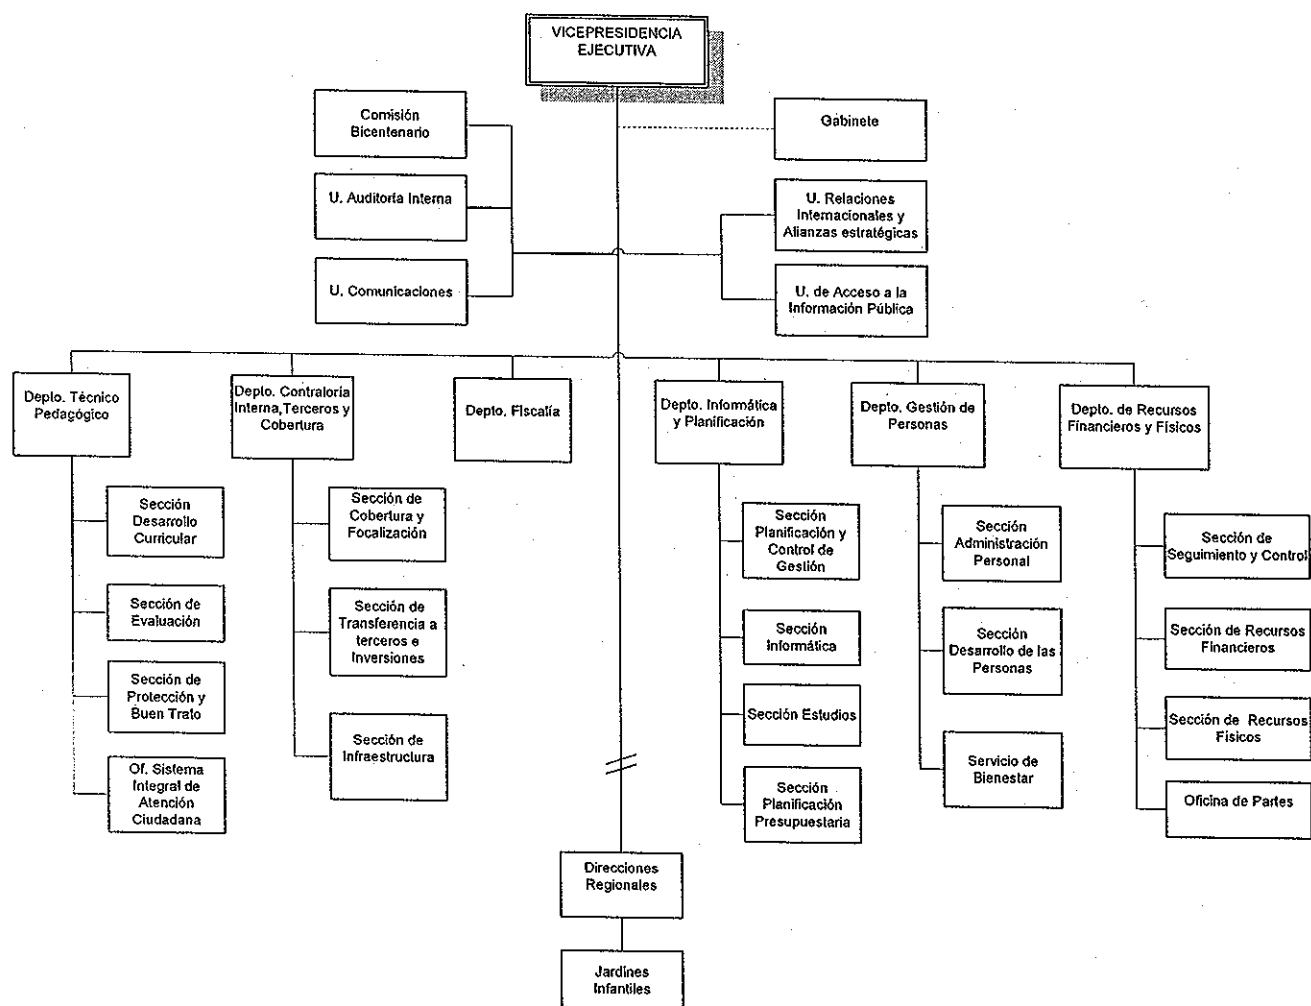 VICEPRESIDENCIA
EJECUTIVA
Comisión
Bicentenario
Gabinete
U. Auditoría Interna
U. Relaciones
Internacionales y
Alianzas estratégicas
U. Comunicaciones
U. de Acceso a la
Información Pública
Depto. Técnico
Pedagógico
Depto. Contraloría
Interna,Terceros y
Cobertura
Depto. Fiscalía
Depto. Informática
y Planificación
Depto. Gestión de
Personas
Depto. de Recursos
Financieros y Físicos
Sección
Desarrollo
Curricular
Sección de
Evaluación
Sección de
Protección y
Buen Trato
Of. Sistema
Integral de
Atención
Ciudadana
Sección de
Cobertura y
Focalización
Sección de
Transferencia a
terceros e
Inversiones
Sección de
Infraestructura
Sección
Planificación y
Control de
Gestión
Sección
Informática
Sección Estudios
Sección
Planificación
Presupuestaria
Sección
Administración
Personal
Sección
Desarrollo de las
Personas
Servicio de
Bienestar
Sección de
Seguimiento y Control
Sección de Recursos
Financieros
Sección de Recursos
Físicos
Oficina de Partes
Direcciones
Regionales
Jardines
Infantiles